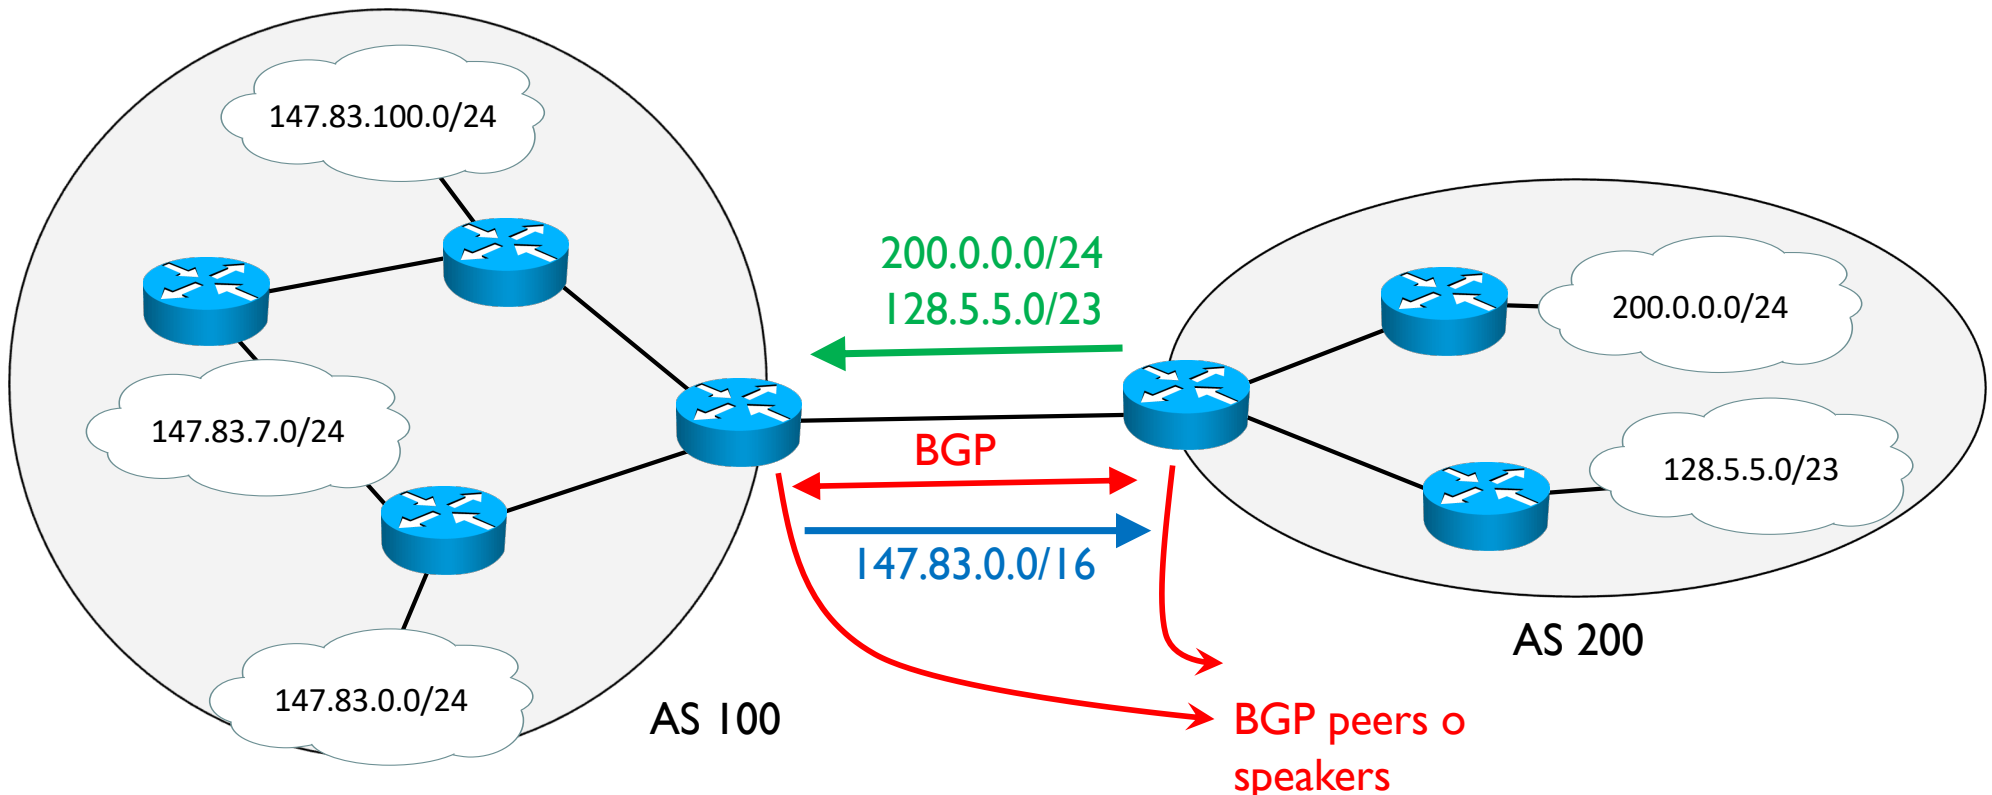 147.83.100.0/24
200.0.0.0/24
128.5.5.0/23
200.0.0.0/24
147.83.7.0/24
BGP
128.5.5.0/23
147.83.0.0/16
AS 200
147.83.0.0/24
AS 100
BGP peers o
speakers